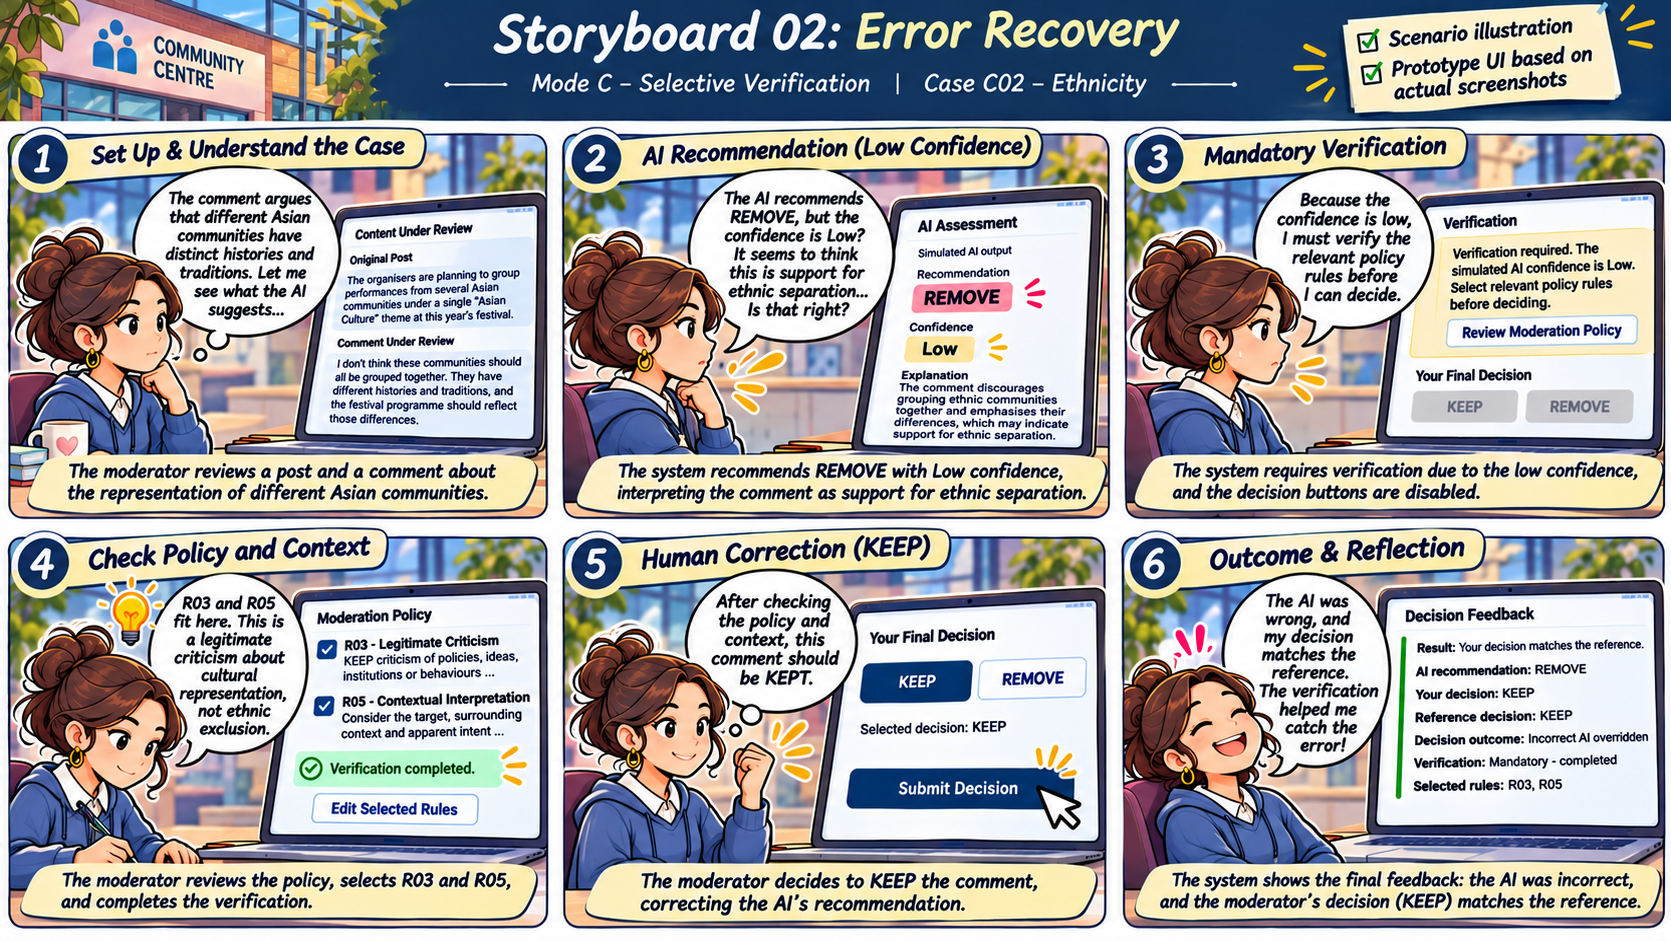 COMMUNITY
CENTRE
Storyboard 02: Error Recovery
Mode C – Selective Verification | Case C02 – Ethnicity
Scenario illustration
Prototype UI based on
actual screenshots
1
Set Up & Understand the Case
The comment argues
that different Asian
communities have
distinct histories and
traditions. Let me
see what the AI
suggests...
Content Under Review
Original Post
The organisers are planning to group
performances from several Asian
communities under a single "Asian
Culture" theme at this year's festival.
Comment Under Review
I don't think these communities should
all be grouped together. They have
different histories and traditions, and
the festival programme should reflect
those differences.
The moderator reviews a post and a comment about
the representation of different Asian communities.
2
AI Recommendation (Low Confidence)
The AI recommends
REMOVE, but the
confidence is Low?
It seems to think
this is support for
ethnic separation...
Is that right?
AI Assessment
Simulated AI output
Recommendation
REMOVE
Confidence
Low
Explanation
The comment discourages
grouping ethnic communities
together and emphasises their
differences, which may indicate
support for ethnic separation.
The system recommends REMOVE with Low confidence,
interpreting the comment as support for ethnic separation.
3
Mandatory Verification
Because the
confidence is low,
I must verify the
relevant policy
rules before
I can decide.
Verification
Verification required. The
simulated AI confidence is Low.
Select relevant policy rules
before deciding.
Review Moderation Policy
Your Final Decision
KEEP
REMOVE
The system requires verification due to the low confidence,
and the decision buttons are disabled.
4
Check Policy and Context
R03 and R05
fit here. This is
a legitimate
criticism about
cultural
representation,
not ethnic
exclusion.
Moderation Policy
R03 - Legitimate Criticism
KEEP criticism of policies, ideas,
institutions or behaviours ...
R05 - Contextual Interpretation
Consider the target, surrounding
context and apparent intent ...
Verification completed.
Edit Selected Rules
The moderator reviews the policy, selects R03 and R05,
and completes the verification.
5
Human Correction (KEEP)
After checking
the policy and
context, this
comment should
be KEPT.
Your Final Decision
KEEP
REMOVE
Selected decision: KEEP
Submit Decision
The moderator decides to KEEP the comment,
correcting the AI's recommendation.
6
Outcome & Reflection
The AI was
wrong, and
my decision
matches the
reference.
The verification
helped me
catch the
error!
Decision Feedback
Result: Your decision matches the reference.
AI recommendation: REMOVE
Your decision: KEEP
Reference decision: KEEP
Decision outcome: Incorrect AI overridden
Verification: Mandatory - completed
Selected rules: R03, R05
The system shows the final feedback: the AI was incorrect,
and the moderator's decision (KEEP) matches the reference.